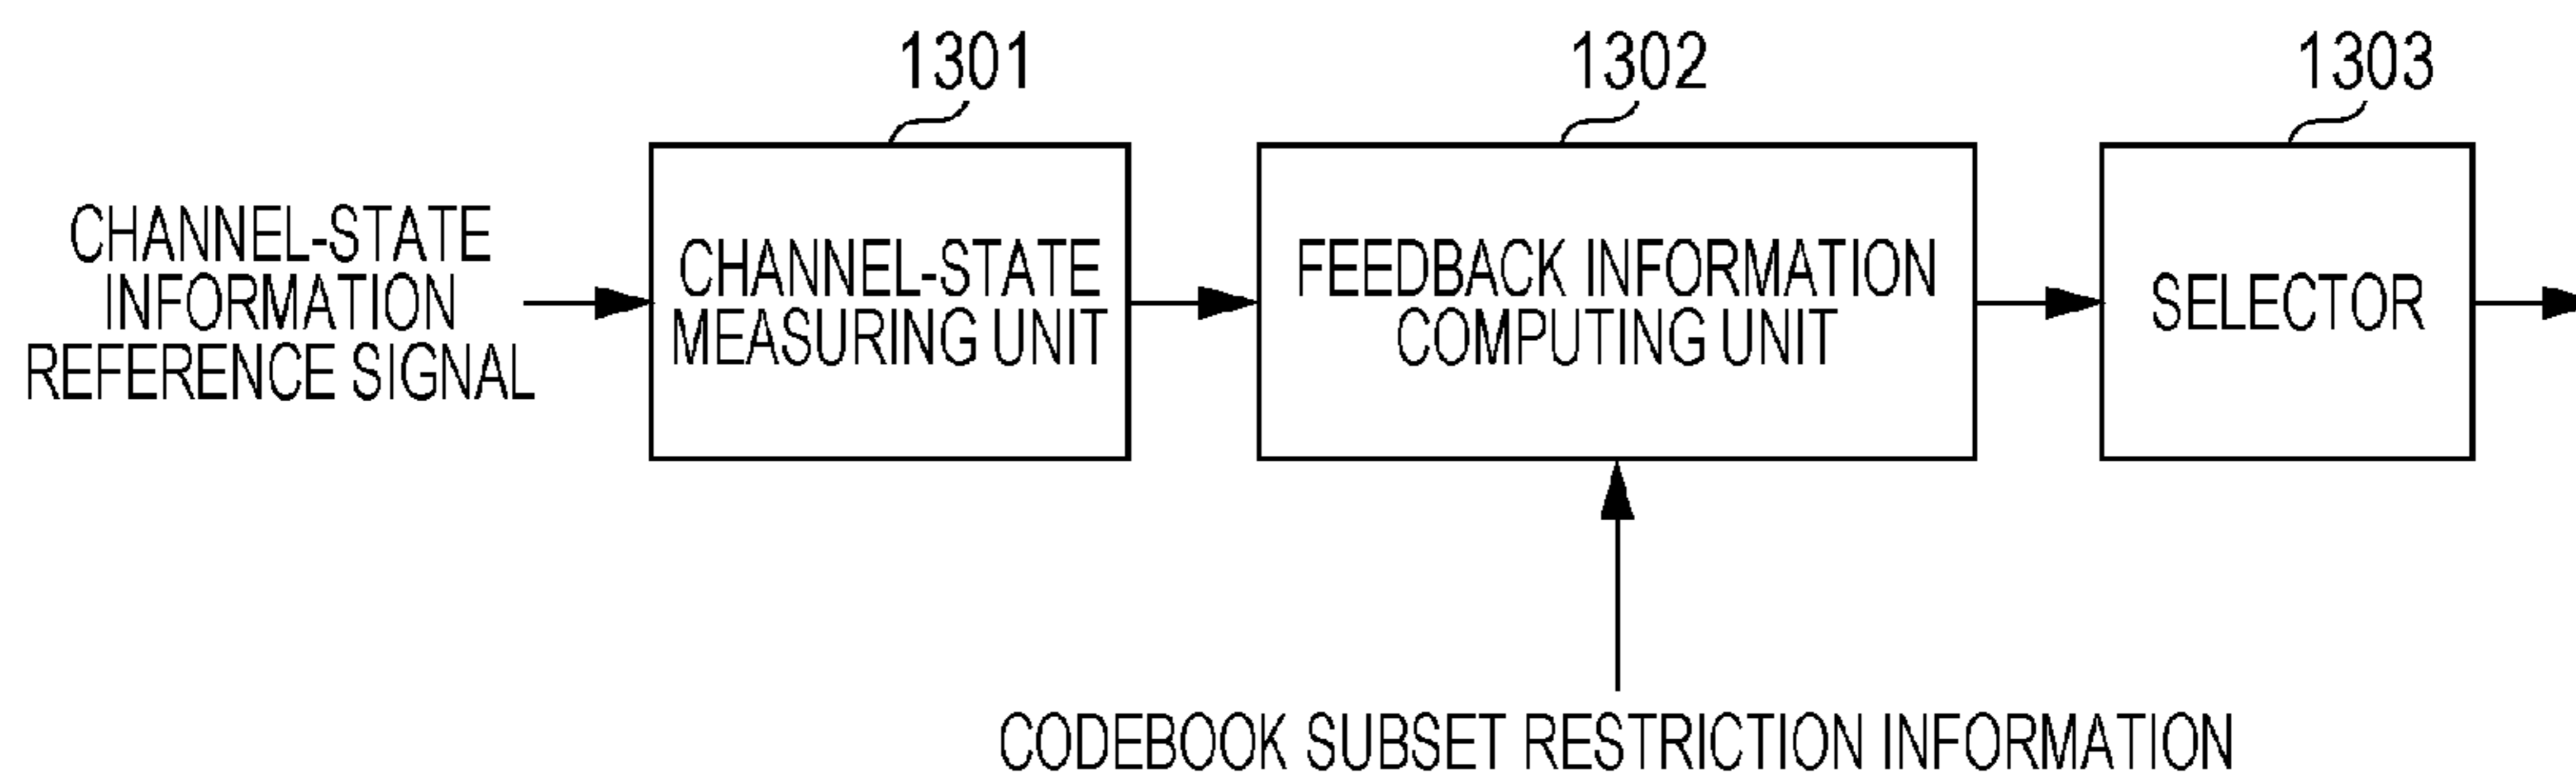 1301
1302
1303
CHANNEL-STATE
INFORMATION
REFERENCE SIGNAL
CHANNEL-STATE
MEASURING UNIT
FEEDBACK INFORMATION
COMPUTING UNIT
SELECTOR
CODEBOOK SUBSET RESTRICTION INFORMATION